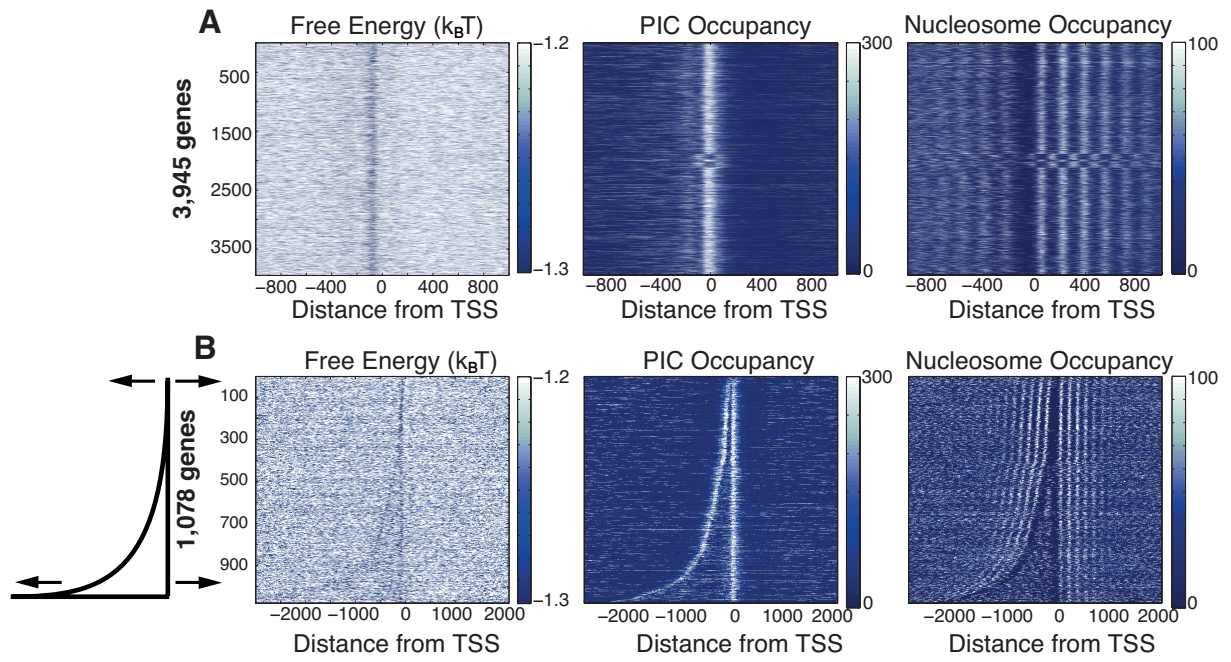 A
Free Energy (kBT)
PIC Occupancy
Nucleosome Occupancy
3,945 genes
500
1500
2500
3500
−1.2
−1.3
300
0
100
0
−800 −400 0 400 800
−800 −400 0 400 800
−800 −400 0 400 800
Distance from TSS
Distance from TSS
Distance from TSS
B
Free Energy (kBT)
PIC Occupancy
Nucleosome Occupancy
1,078 genes
100
300
500
700
900
−1.2
−1.3
300
0
100
0
−2000 −1000 0 1000 2000
−2000 −1000 0 1000 2000
−2000 −1000 0 1000 2000
Distance from TSS
Distance from TSS
Distance from TSS